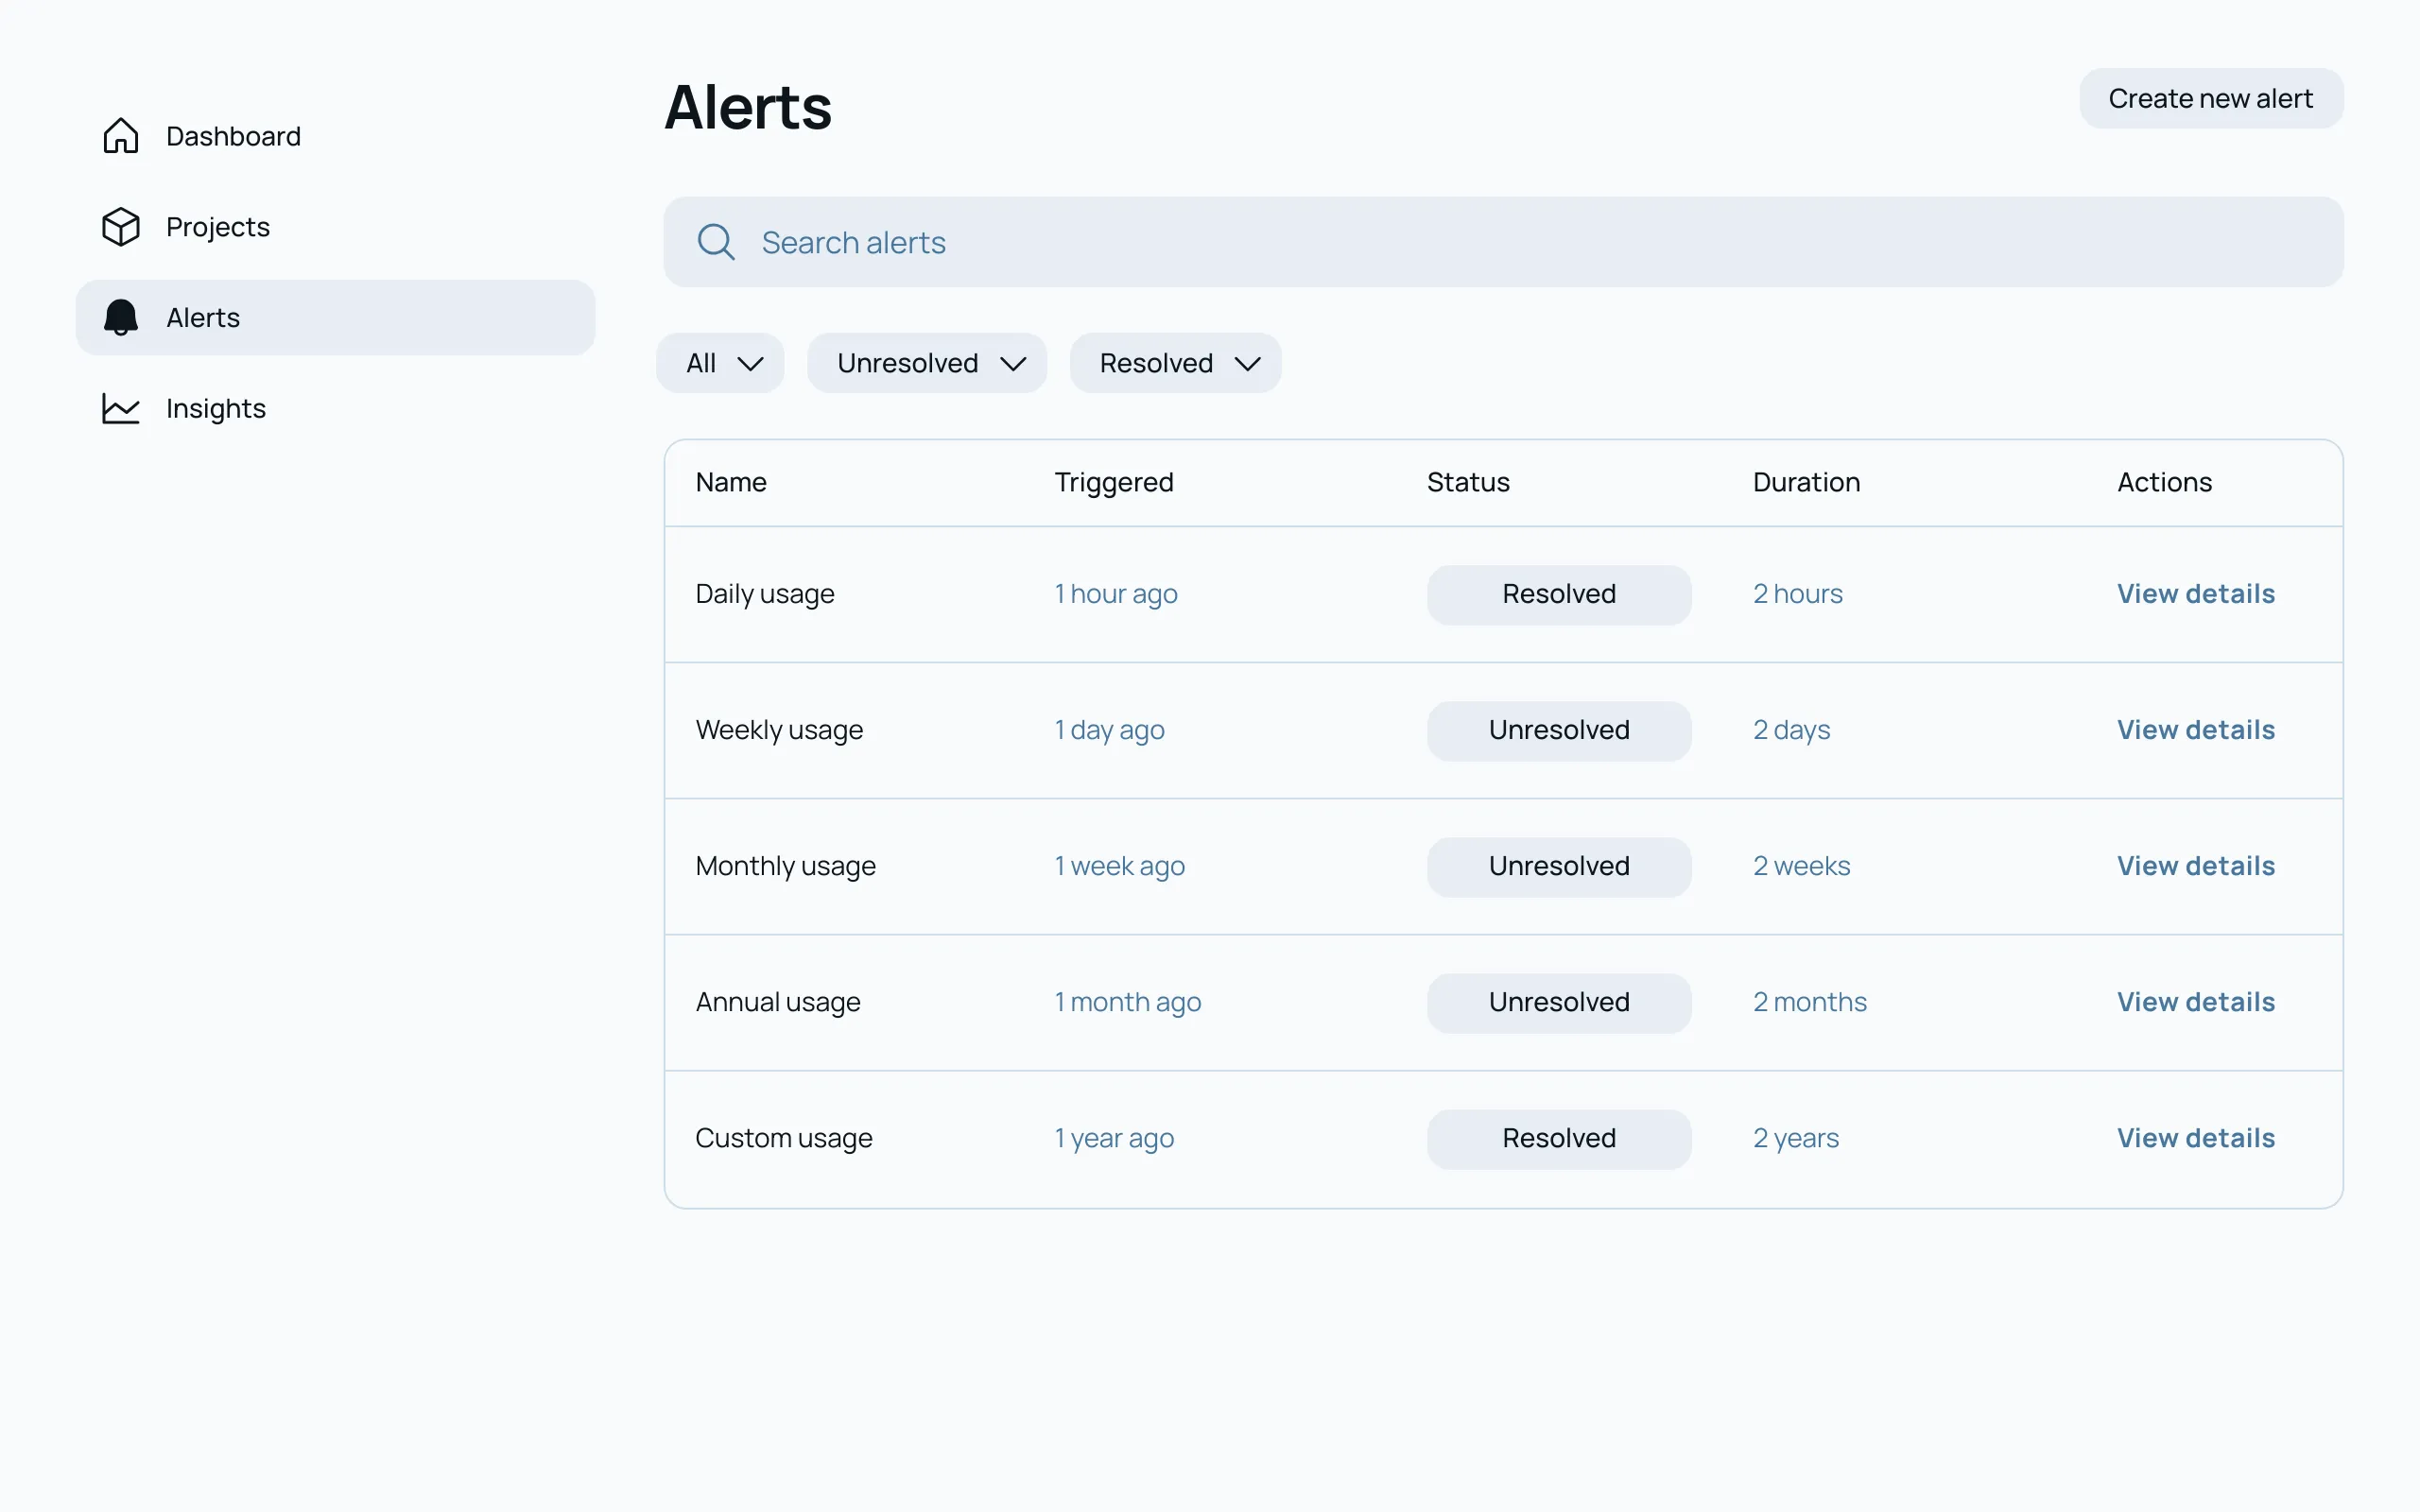 Dashboard
Projects
Alerts
Insights
Alerts
Create new alert
Search alerts
All Unresolved Resolved
Name Triggered Status Duration Actions
Daily usage 1 hour ago Resolved 2 hours View details
Weekly usage 1 day ago Unresolved 2 days View details
Monthly usage 1 week ago Unresolved 2 weeks View details
Annual usage 1 month ago Unresolved 2 months View details
Custom usage 1 year ago Resolved 2 years View details